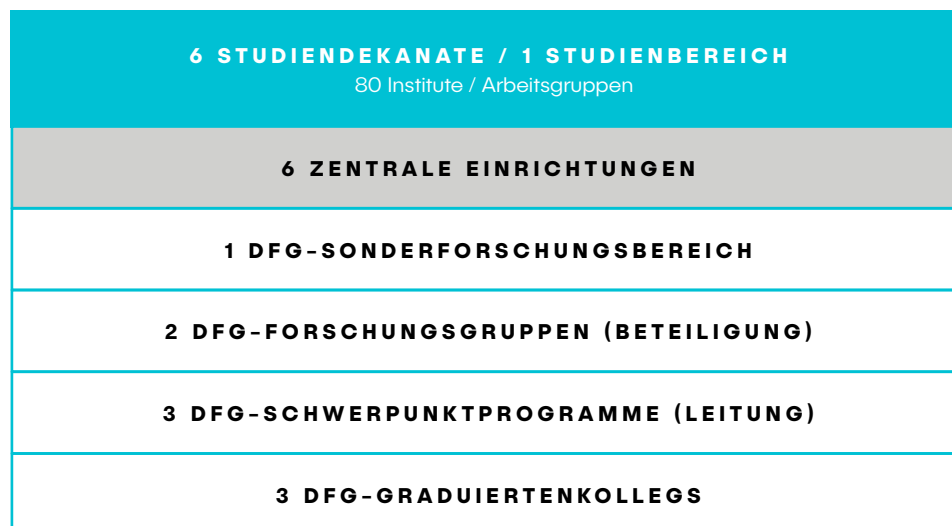 6 STUDIENDEKANATE / 1 STUDIENBEREICH
80 Institute / Arbeitsgruppen
6 ZENTRALE EINRICHTUNGEN
1 DFG-SONDERFORSCHUNGSBEREICH
2 DFG-FORSCHUNGSGRUPPEN (BETEILIGUNG)
3 DFG-SCHWERPUNKTPROGRAMME (LEITUNG)
3 DFG-GRADUIERTENKOLLEGS